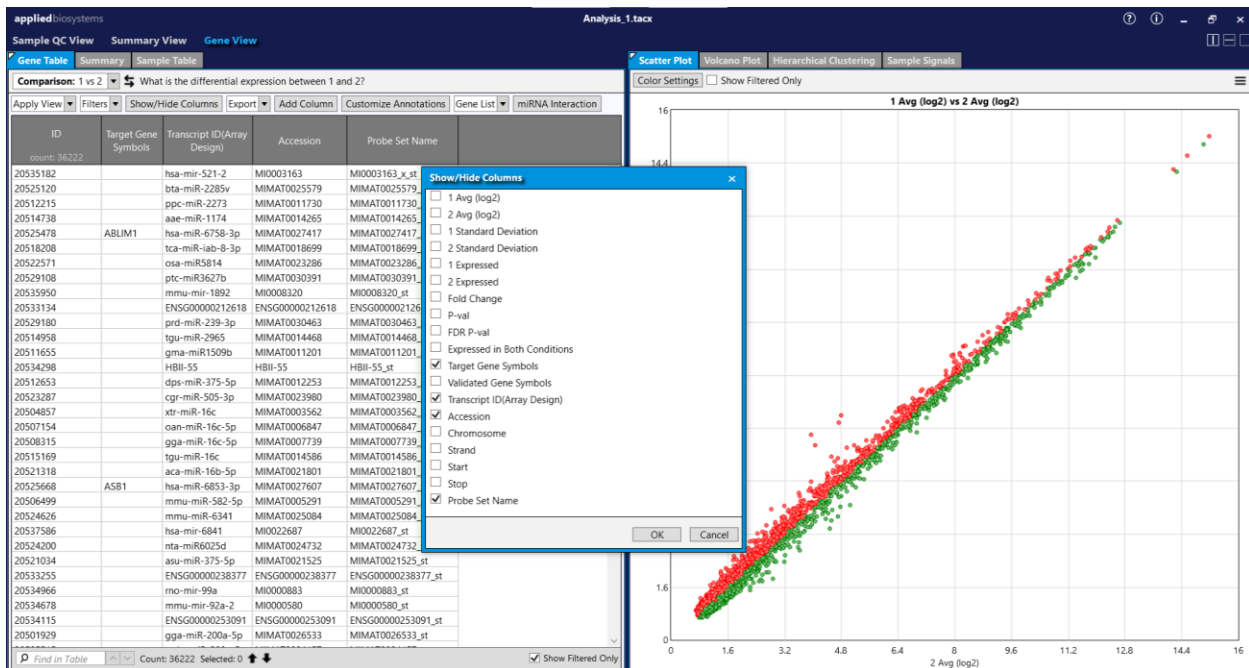 appliedbiosystems
Analysis_1.tacx
Sample QC View Summary View Gene View
Gene Table Summary Sample Table
Comparison: 1 vs 2 What is the differential expression between 1 and 2?
Apply View Filters Show/Hide Columns Export Add Column Customize Annotations Gene List miRNA Interaction
ID Target Gene Symbols Transcript ID(Array Design) Accession Probe Set Name
count: 36222
20535182 hsa-mir-521-2 MI0003163 MI0003163_x_st
20525120 bta-miR-2285v MIMAT0025579 MIMAT0025579_
20512215 ppc-miR-2273 MIMAT0011730 MIMAT0011730_
20514738 aae-miR-1174 MIMAT0014265 MIMAT0014265_
20525478 ABLIM1 hsa-miR-6758-3p MIMAT0027417 MIMAT0027417_
20518208 tca-miR-iab-8-3p MIMAT0018699 MIMAT0018699_
20522571 osa-miR5814 MIMAT0023286 MIMAT0023286_
20529108 ptc-miR3627b MIMAT0030391 MIMAT0030391_
20535950 mmu-mir-1892 MI0008320 MI0008320_st
20533134 ENSG00000212618 ENSG00000212618 ENSG000002126
20529180 prd-miR-239-3p MIMAT0030463 MIMAT0030463_
20514958 tgu-miR-2965 MIMAT0014468 MIMAT0014468_
20511655 gma-miR1509b MIMAT0011201 MIMAT0011201_
20534298 HBII-55 HBII-55 HBII-55_st
20512653 dps-miR-375-5p MIMAT0012253 MIMAT0012253_
20523287 cgr-miR-505-3p MIMAT0023980 MIMAT0023980_
20504857 xtr-miR-16c MIMAT0003562 MIMAT0003562_
20507154 oan-miR-16c-5p MIMAT0006847 MIMAT0006847_
20508315 gga-miR-16c-5p MIMAT0007739 MIMAT0007739_
20515169 tgu-miR-16c MIMAT0014586 MIMAT0014586_
20521318 aca-miR-16b-5p MIMAT0021801 MIMAT0021801_
20525668 ASB1 hsa-miR-6853-3p MIMAT0027607 MIMAT0027607_
20506499 mmu-miR-582-5p MIMAT0005291 MIMAT0005291_
20524626 mmu-miR-6341 MIMAT0025084 MIMAT0025084_
20537586 hsa-mir-6841 MI0022687 MI0022687_st
20524200 nta-miR6025d MIMAT0024732 MIMAT0024732_
20521034 asu-miR-375-5p MIMAT0021525 MIMAT0021525_st
20533255 ENSG00000238377 ENSG00000238377 ENSG00000238377_st
20534966 rno-mir-99a MI0000883 MI0000883_st
20534678 mmu-mir-92a-2 MI0000580 MI0000580_st
20534115 ENSG00000253091 ENSG00000253091 ENSG00000253091_st
20501929 gga-miR-200a-5p MIMAT0026533 MIMAT0026533_st
Find in Table Count: 36222 Selected: 0 Show Filtered Only
Show/Hide Columns
1 Avg (log2)
2 Avg (log2)
1 Standard Deviation
2 Standard Deviation
1 Expressed
2 Expressed
Fold Change
P-val
FDR P-val
Expressed in Both Conditions
Target Gene Symbols
Validated Gene Symbols
Transcript ID(Array Design)
Accession
Chromosome
Strand
Start
Stop
Probe Set Name
OK Cancel
Scatter Plot Volcano Plot Hierarchical Clustering Sample Signals
Color Settings Show Filtered Only
1 Avg (log2) vs 2 Avg (log2)
16
14.4
1.6
0
0 1.6 3.2 4.8 6.4 8 9.6 11.2 12.8 14.4 16
2 Avg (log2)